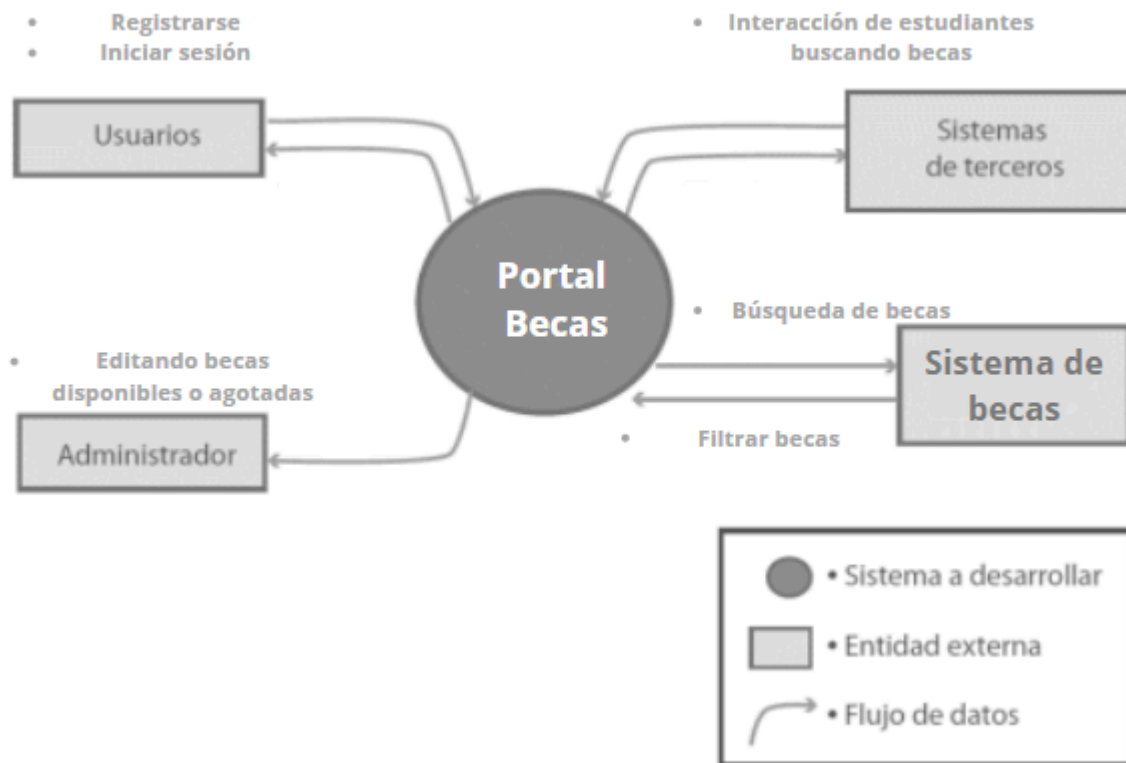 • Registrarse
• Iniciar sesión
• Interacción de estudiantes
buscando becas
Usuarios
Sistemas
de terceros
Portal
Becas
• Búsqueda de becas
Sistema de
becas
• Filtrar becas
• Editando becas
disponibles o agotadas
Administrador
• Sistema a desarrollar
• Entidad externa
• Flujo de datos